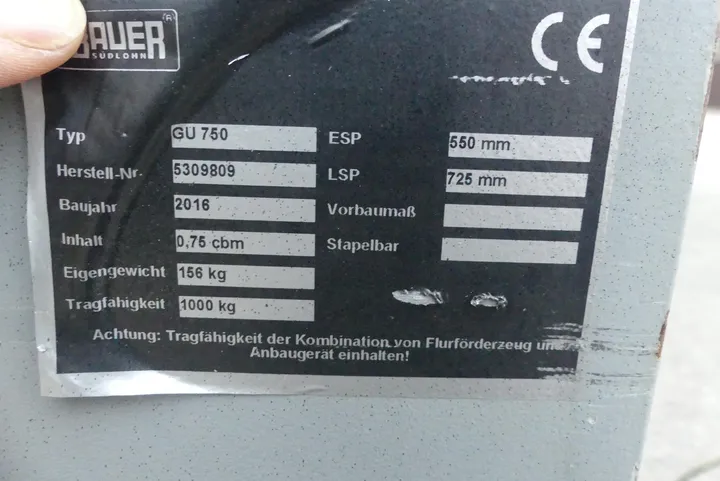 BAUER
SÜDLOHN
CE
Typ GU 750 ESP 550 mm
Herstell-Nr- 5309809 LSP 725 mm
Baujahr 2016 Vorbaumaß
Inhalt 0,75 cbm Stapelbar
Eigengewicht 156 kg
Tragfähigkeit 1000 kg
Achtung: Tragfähigkeit der Kombination von Flurförderzeug und
Anbaugerät einhalten!